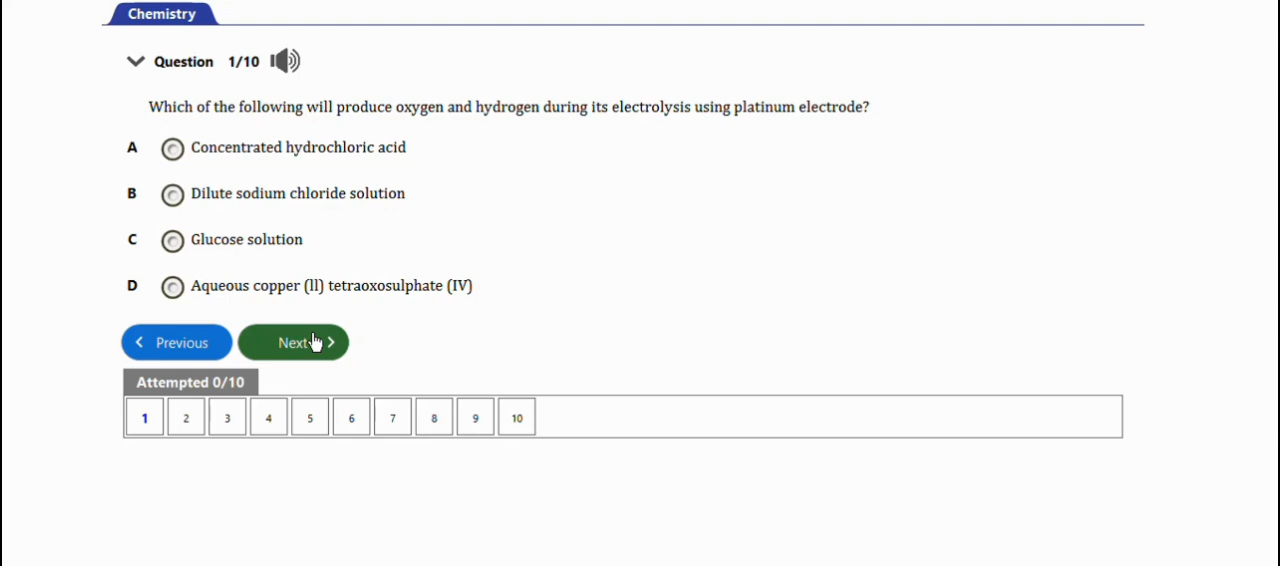 Chemistry
Question 1/10
Which of the following will produce oxygen and hydrogen during its electrolysis using platinum electrode?
A Concentrated hydrochloric acid
B Dilute sodium chloride solution
C Glucose solution
D Aqueous copper (ll) tetraoxosulphate (IV)
Previous Next
Attempted 0/10
1 2 3 4 5 6 7 8 9 10